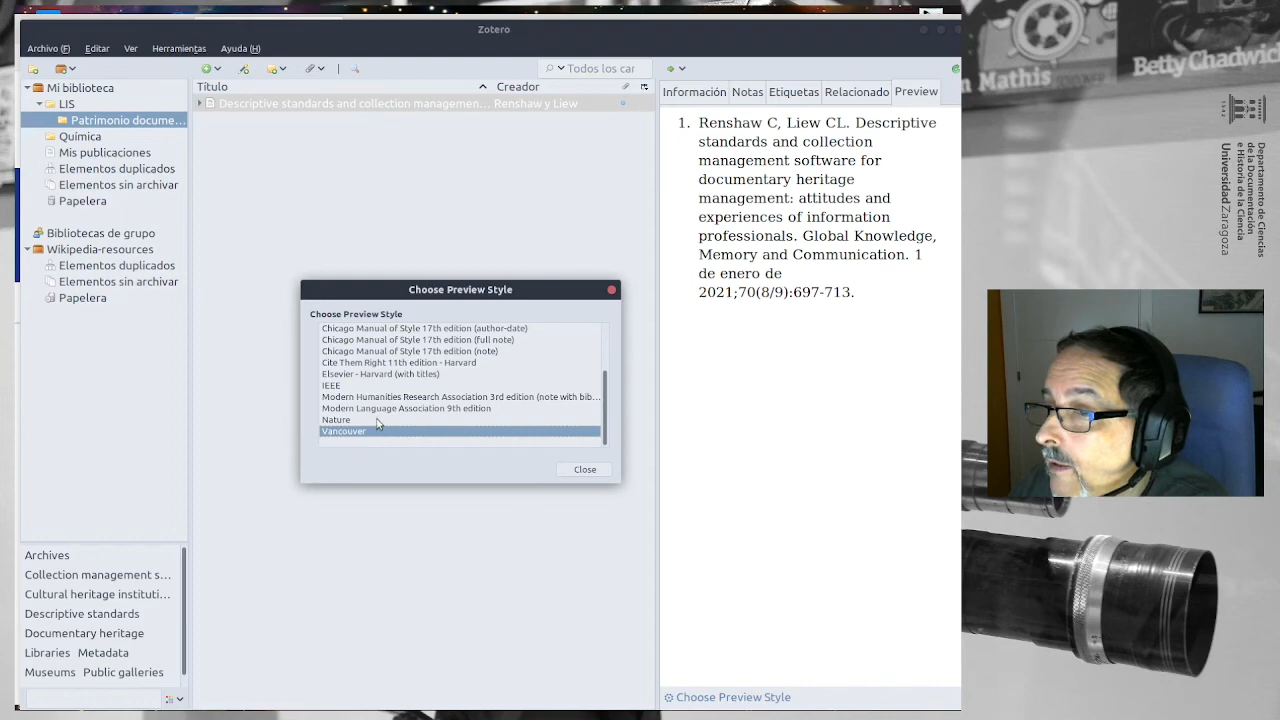 Zotero
Archivo (F) Editar Ver Herramientas Ayuda (H)
Todos los car
Mi biblioteca
LIS
Patrimonio docume...
Química
Mis publicaciones
Elementos duplicados
Elementos sin archivar
Papelera
Bibliotecas de grupo
Wikipedia-resources
Elementos duplicados
Elementos sin archivar
Papelera
Archives
Collection management s...
Cultural heritage instituti...
Descriptive standards
Documentary heritage
Libraries Metadata
Museums Public galleries
Título Creador
Descriptive standards and collection managemen... Renshaw y Liew
Choose Preview Style
Choose Preview Style
Chicago Manual of Style 17th edition (author-date)
Chicago Manual of Style 17th edition (full note)
Chicago Manual of Style 17th edition (note)
Cite Them Right 11th edition - Harvard
Elsevier - Harvard (with titles)
IEEE
Modern Humanities Research Association 3rd edition (note with bib...
Modern Language Association 9th edition
Nature
Vancouver
Close
Información Notas Etiquetas Relacionado Preview
1. Renshaw C, Liew CL. Descriptive
standards and collection
management software for
documentary heritage
management: attitudes and
experiences of information
professionals. Global Knowledge,
Memory and Communication. 1
de enero de
2021;70(8/9):697-713.
Choose Preview Style
n Mathis
Betty Chadwic
Departamento de Ciencias
de la Documentación
e Historia de la Ciencia
Universidad Zaragoza
1542